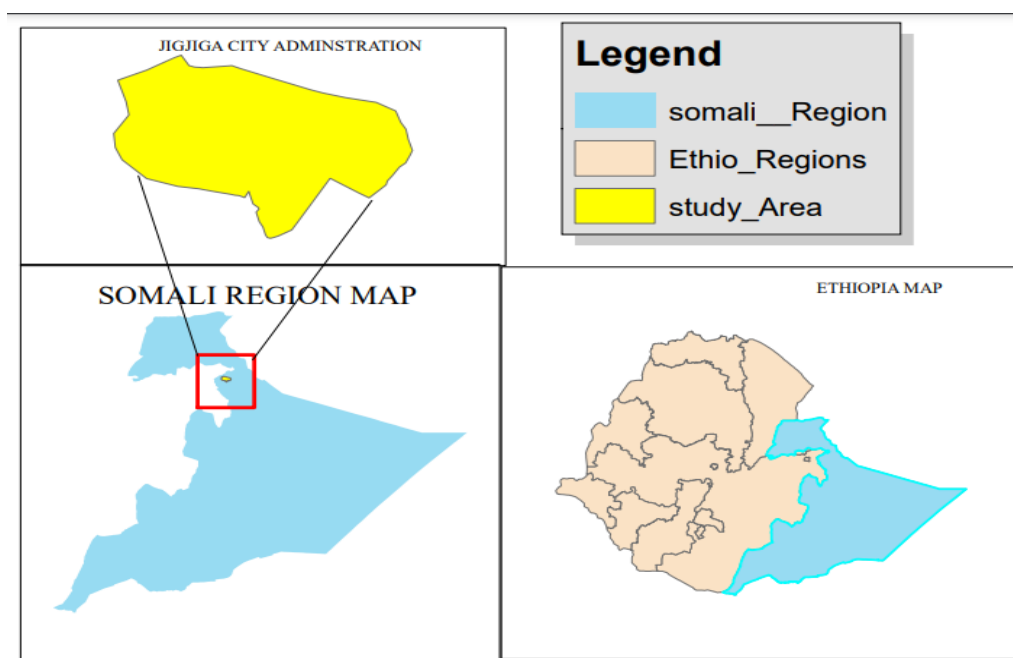 JIGJIGA CITY ADMINSTRATION
Legend
somali__Region
Ethio_Regions
study_Area
SOMALI REGION MAP
ETHIOPIA MAP